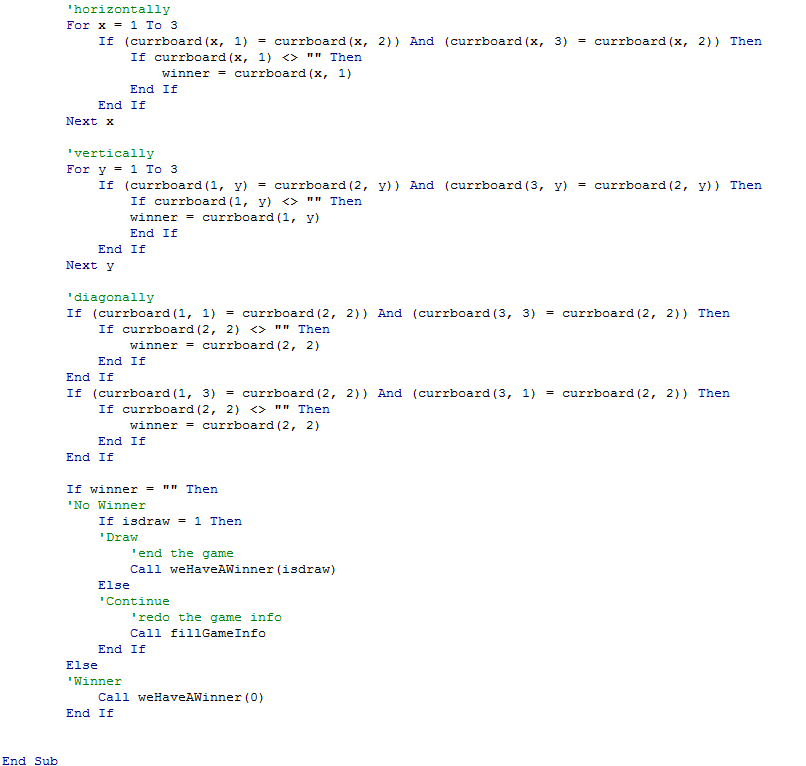 'horizontally
For x = 1 To 3
If (currboard(x, 1) = currboard(x, 2)) And (currboard(x, 3) = currboard(x, 2)) Then
If currboard(x, 1) <> "" Then
winner = currboard(x, 1)
End If
End If
Next x
'vertically
For y = 1 To 3
If (currboard(1, y) = currboard(2, y)) And (currboard(3, y) = currboard(2, y)) Then
If currboard(1, y) <> "" Then
winner = currboard(1, y)
End If
End If
Next y
'diagonally
If (currboard(1, 1) = currboard(2, 2)) And (currboard(3, 3) = currboard(2, 2)) Then
If currboard(2, 2) <> "" Then
winner = currboard(2, 2)
End If
End If
If (currboard(1, 3) = currboard(2, 2)) And (currboard(3, 1) = currboard(2, 2)) Then
If currboard(2, 2) <> "" Then
winner = currboard(2, 2)
End If
End If
If winner = "" Then
'No Winner
If isdraw = 1 Then
'Draw
'end the game
Call weHaveAWinner(isdraw)
Else
'Continue
'redo the game info
Call fillGameInfo
End If
Else
'Winner
Call weHaveAWinner(0)
End If
End Sub